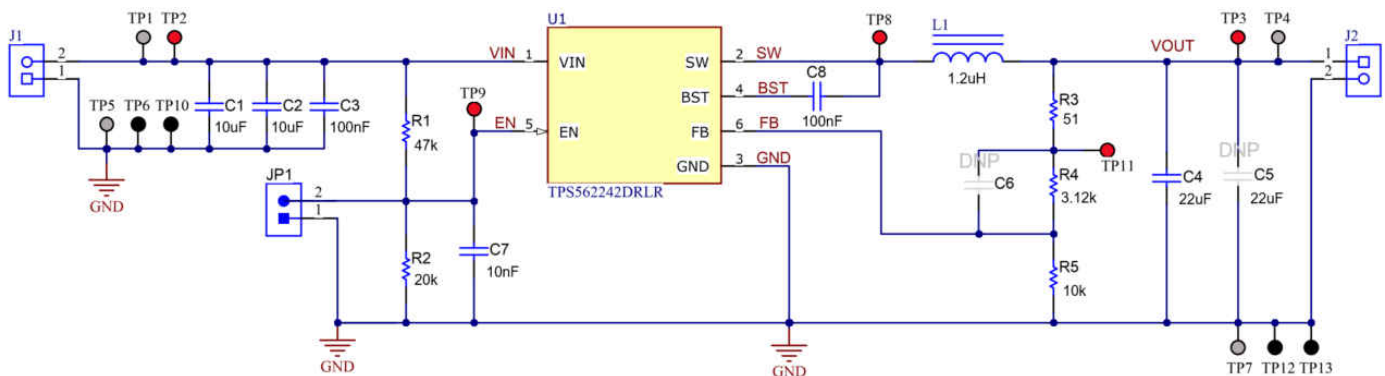 TP1
TP2
J1
2
1
TP5
TP6
TP10
GND
C1
10uF
C2
10uF
C3
100nF
R1
47k
JP1
2
1
R2
20k
GND
TP9
C7
10nF
U1
VIN
1
VIN
EN
5
EN
SW
2
SW
BST
4
BST
FB
6
FB
GND
3
GND
TPS562242DRLR
C8
100nF
TP8
L1
1.2uH
GND
R3
51
TP11
DNP
C6
R4
3.12k
R5
10k
VOUT
TP3
TP4
J2
1
2
C4
22uF
DNP
C5
22uF
TP7
TP12
TP13